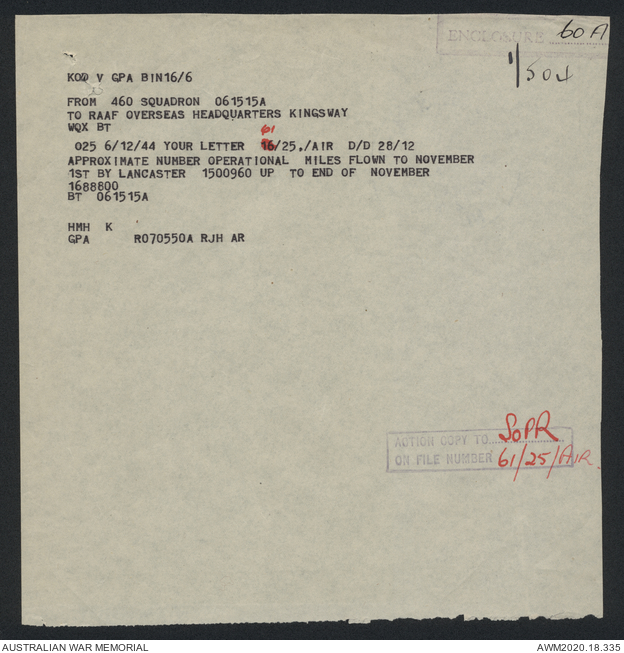 ENCLOSURE 60A
1/504
KOD V GPA BIN16/6
FROM 460 SQUADRON 061515A
TO RAAF OVERSEAS HEADQUARTERS KINGSWAY
WQX BT
61
025 6/12/44 YOUR LETTER 16/25./AIR D/D 28/12
APPROXIMATE NUMBER OPERATIONAL MILES FLOWN TO NOVEMBER
1ST BY LANCASTER 1500960 UP TO END OF NOVEMBER
1688800
BT 061515A
HMH K
GPA R070550A RJH AR
ACTION COPY TO SOPR
ON FILE NUMBER 61/25/AIR.
AUSTRALIAN WAR MEMORIAL AWM2020.18.335